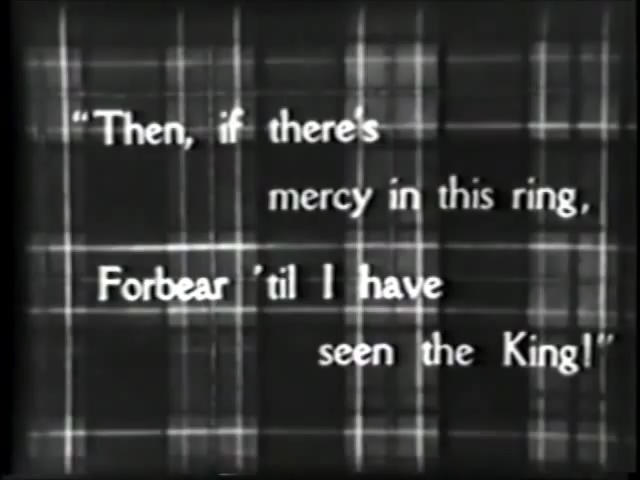 “Then, if there's
mercy in this ring,
Forbear 'til I have
seen the King!”